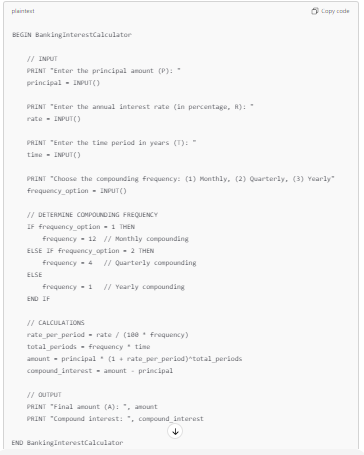 plaintext
Copy code
BEGIN BankingInterestCalculator
// INPUT
PRINT "Enter the principal amount (P): "
principal = INPUT()
PRINT "Enter the annual interest rate (in percentage, R): "
rate = INPUT()
PRINT "Enter the time period in years (T): "
time = INPUT()
PRINT "Choose the compounding frequency: (1) Monthly, (2) Quarterly, (3) Yearly"
frequency_option = INPUT()
// DETERMINE COMPOUNDING FREQUENCY
IF frequency_option = 1 THEN
frequency = 12  // Monthly compounding
ELSE IF frequency_option = 2 THEN
frequency = 4   // Quarterly compounding
ELSE
frequency = 1   // Yearly compounding
END IF
// CALCULATIONS
rate_per_period = rate / (100 * frequency)
total_periods = frequency * time
amount = principal * (1 + rate_per_period)^total_periods
compound_interest = amount - principal
// OUTPUT
PRINT "Final amount (A): ", amount
PRINT "Compound interest: ", compound_interest
END BankingInterestCalculator